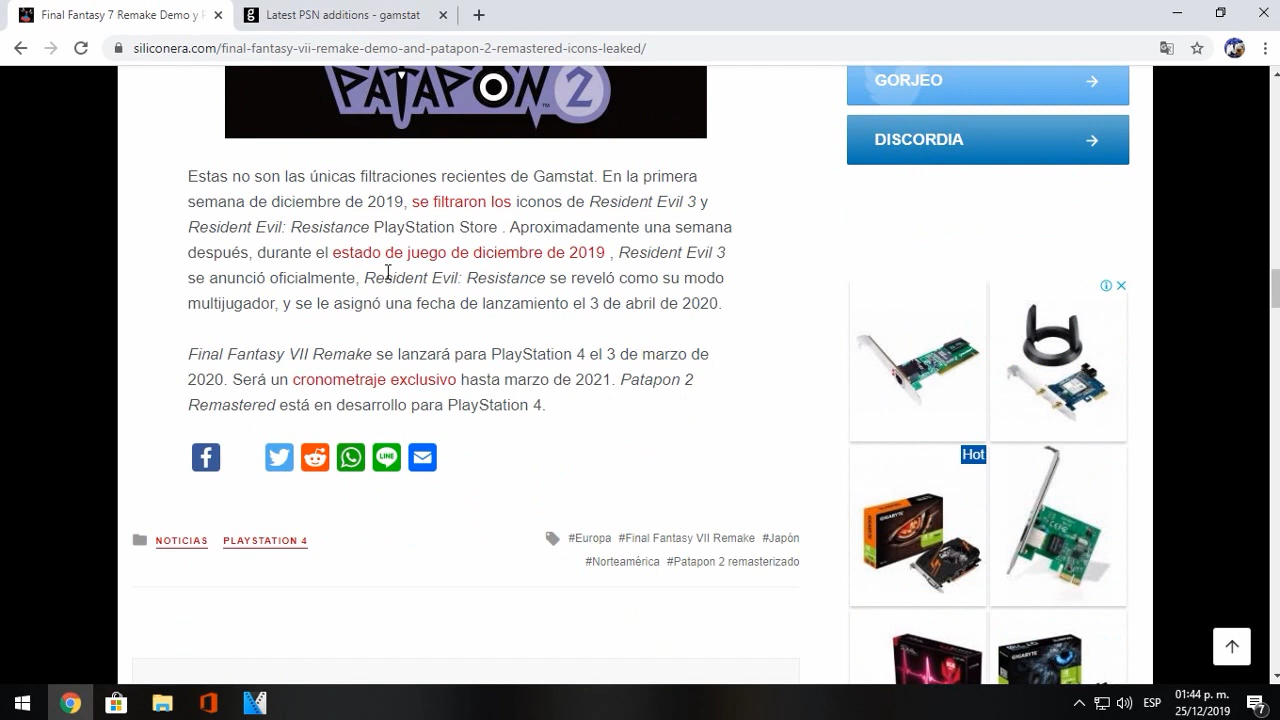 Final Fantasy 7 Remake Demo y P
Latest PSN additions - gamstat
siliconera.com/final-fantasy-vii-remake-demo-and-patapon-2-remastered-icons-leaked/
PATAPON 2
TM
GORJEO
DISCORDIA
Estas no son las únicas filtraciones recientes de Gamstat. En la primera
semana de diciembre de 2019, se filtraron los iconos de Resident Evil 3 y
Resident Evil: Resistance PlayStation Store . Aproximadamente una semana
después, durante el estado de juego de diciembre de 2019 , Resident Evil 3
se anunció oficialmente, Resident Evil: Resistance se reveló como su modo
multijugador, y se le asignó una fecha de lanzamiento el 3 de abril de 2020.
Final Fantasy VII Remake se lanzará para PlayStation 4 el 3 de marzo de
2020. Será un cronometraje exclusivo hasta marzo de 2021. Patapon 2
Remastered está en desarrollo para PlayStation 4.
LINE
Hot
GIGABYTE
GIGABYTE
NOTICIAS PLAYSTATION 4
#Europa #Final Fantasy VII Remake #Japón
#Norteamérica #Patapon 2 remasterizado
ESP
01:44 p. m.
25/12/2019
7